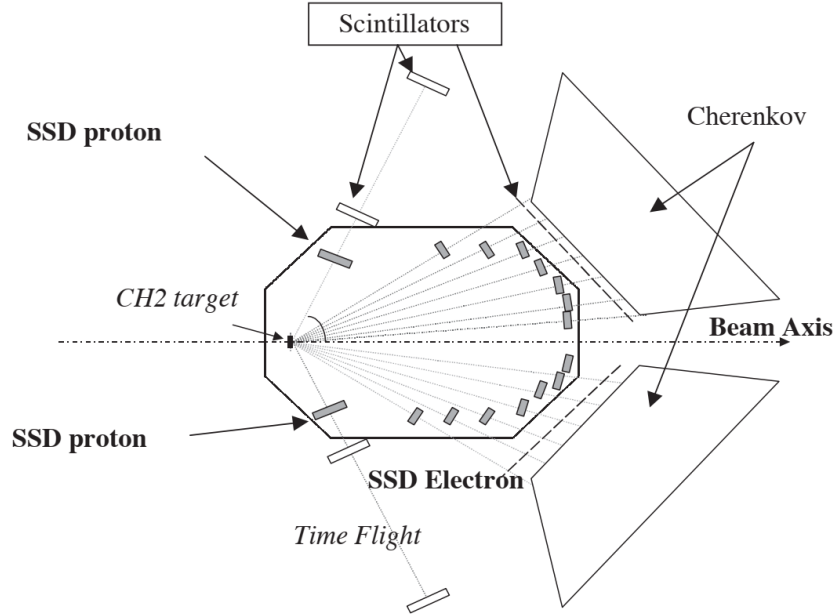 Scintillators
SSD proton
Cherenkov
CH2 target
Beam Axis
SSD proton
SSD Electron
Time Flight